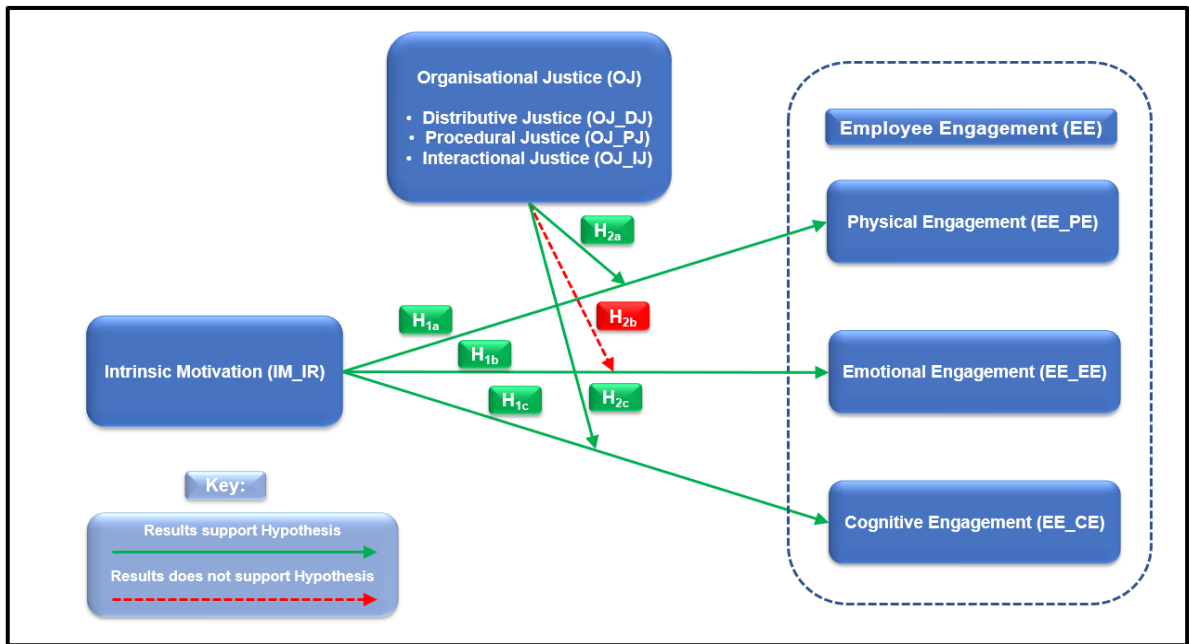 Organisational Justice (OJ)
• Distributive Justice (OJ_DJ)
• Procedural Justice (OJ_PJ)
• Interactional Justice (OJ_IJ)
Employee Engagement (EE)
Physical Engagement (EE_PE)
H2a
H1a
H2b
H1b
Intrinsic Motivation (IM_IR)
Emotional Engagement (EE_EE)
H1c
H2c
Cognitive Engagement (EE_CE)
Key:
Results support Hypothesis
Results does not support Hypothesis